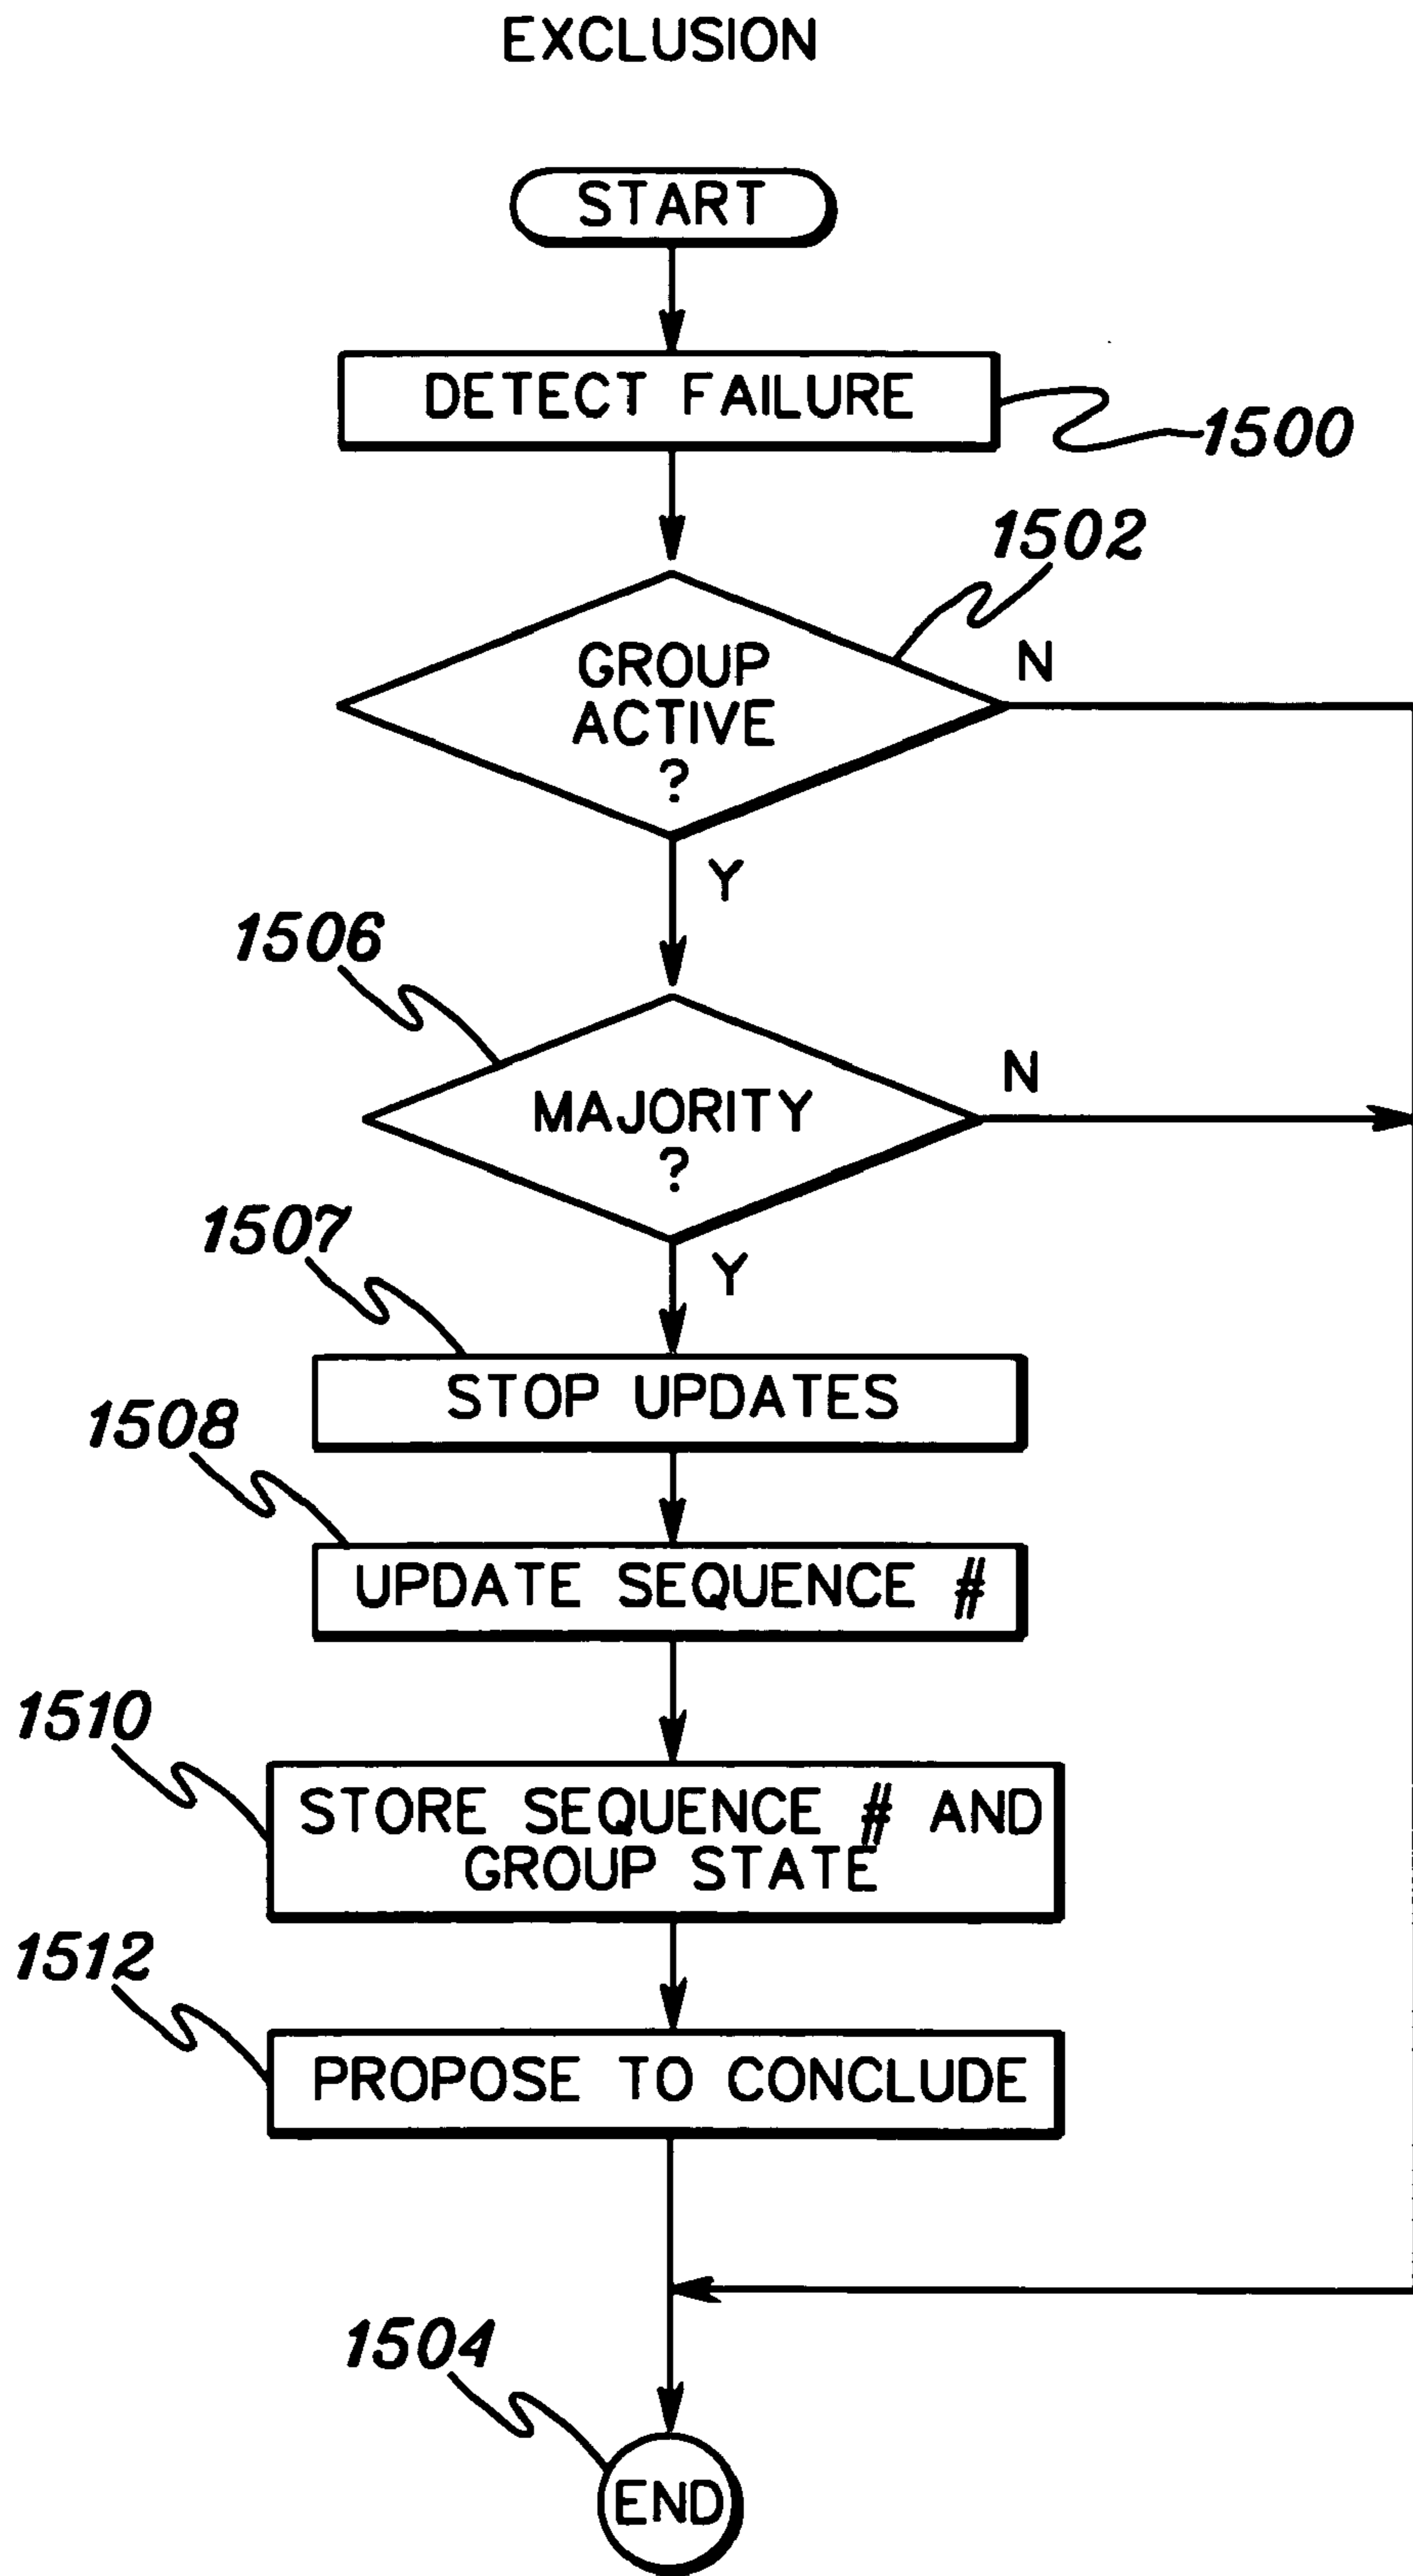 EXCLUSION
START
DETECT FAILURE
1500
1502
GROUP
ACTIVE
?
N
Y
1506
MAJORITY
?
N
Y
1507
STOP UPDATES
1508
UPDATE SEQUENCE #
1510
STORE SEQUENCE # AND
GROUP STATE
1512
PROPOSE TO CONCLUDE
1504
END